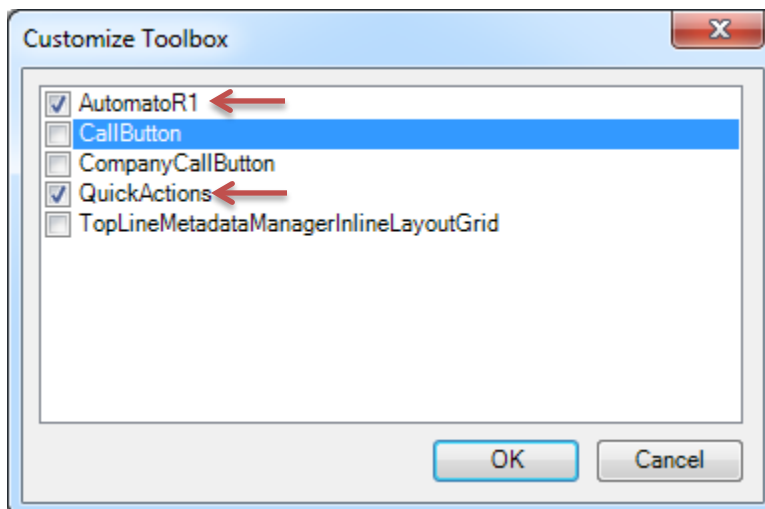 Customize Toolbox
AutomatoR1
CallButton
CompanyCallButton
QuickActions
TopLineMetadataManagerInlineLayoutGrid
OK Cancel